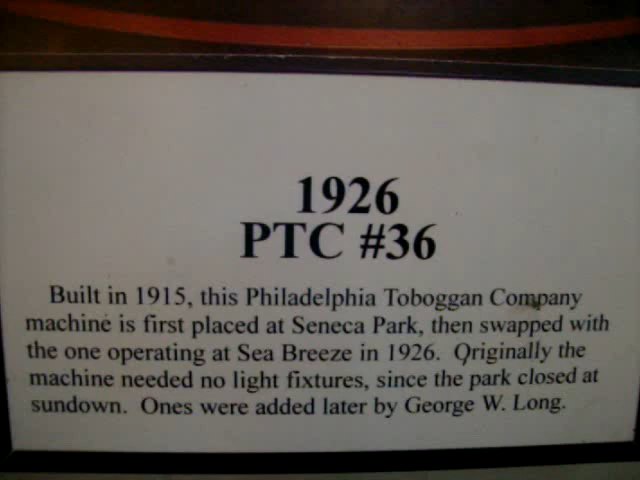 1926
PTC #36
Built in 1915, this Philadelphia Toboggan Company
machine is first placed at Seneca Park, then swapped with
the one operating at Sea Breeze in 1926. Originally the
machine needed no light fixtures, since the park closed at
sundown. Ones were added later by George W. Long.